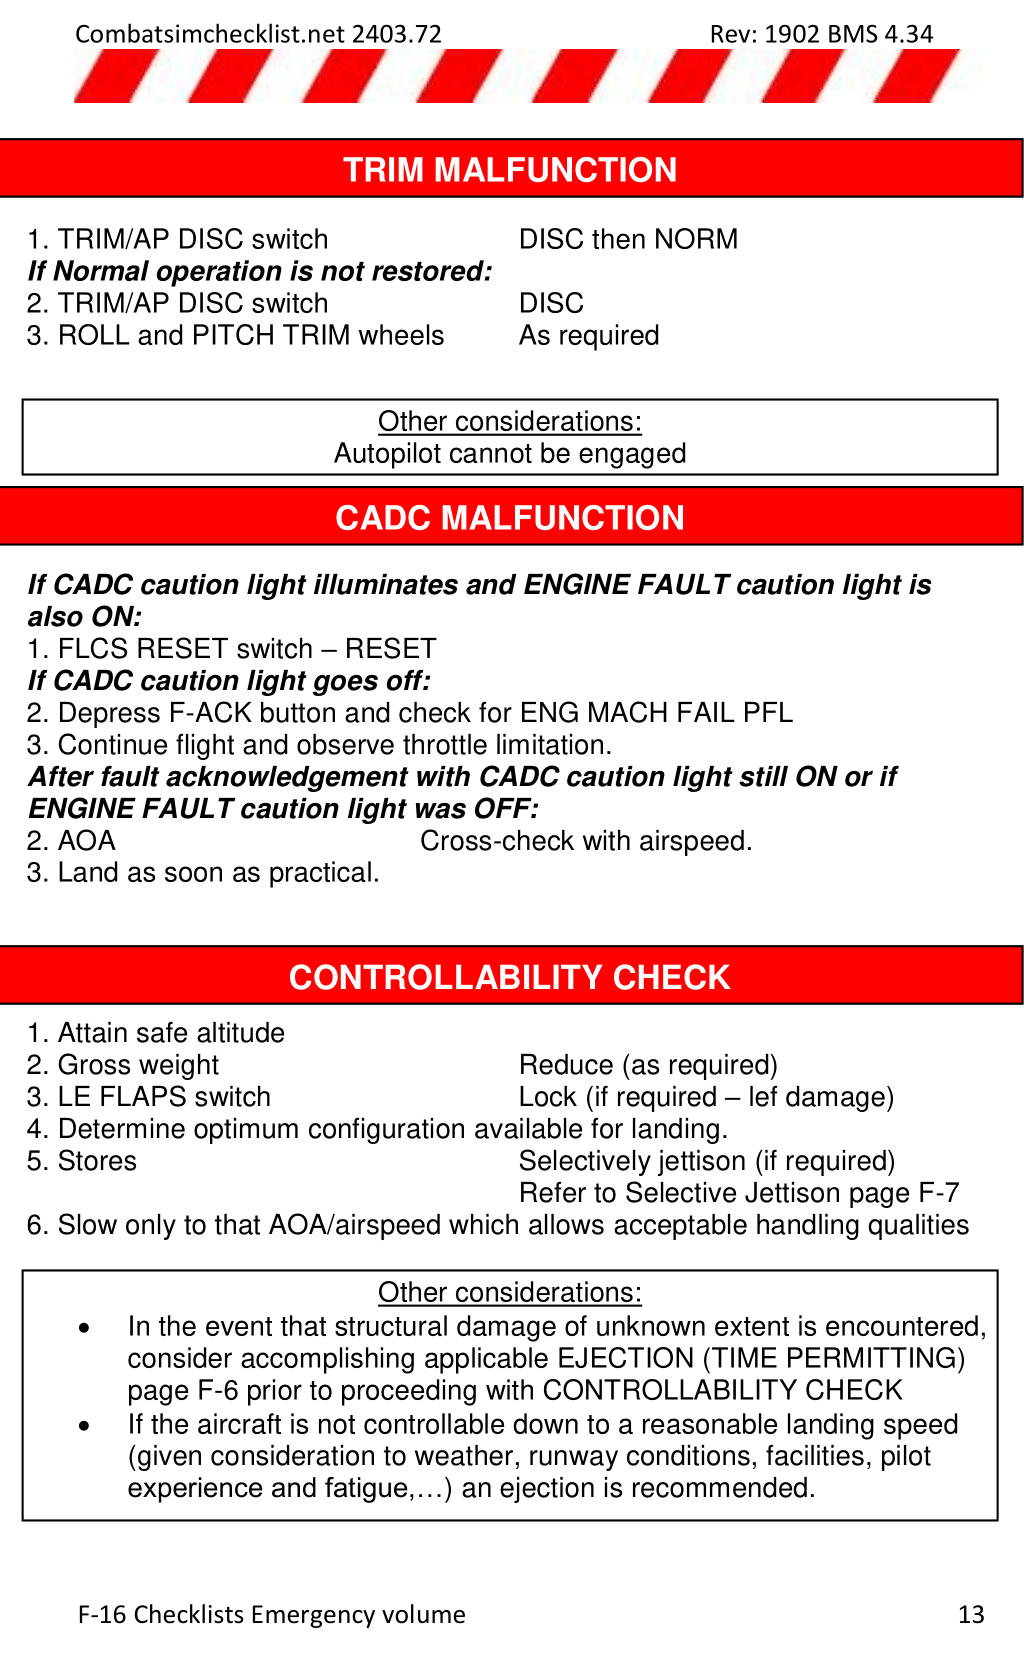 Combatsimchecklist.net 2403.72 Rev: 1902 BMS 4.34
TRIM MALFUNCTION
1. TRIM/AP DISC switch DISC then NORM
If Normal operation is not restored:
2. TRIM/AP DISC switch DISC
3. ROLL and PITCH TRIM wheels As required
Other considerations:
Autopilot cannot be engaged
CADC MALFUNCTION
If CADC caution light illuminates and ENGINE FAULT caution light is
also ON:
1. FLCS RESET switch – RESET
If CADC caution light goes off:
2. Depress F-ACK button and check for ENG MACH FAIL PFL
3. Continue flight and observe throttle limitation.
After fault acknowledgement with CADC caution light still ON or if
ENGINE FAULT caution light was OFF:
2. AOA Cross-check with airspeed.
3. Land as soon as practical.
CONTROLLABILITY CHECK
1. Attain safe altitude
2. Gross weight Reduce (as required)
3. LE FLAPS switch Lock (if required – lef damage)
4. Determine optimum configuration available for landing.
5. Stores Selectively jettison (if required)
Refer to Selective Jettison page F-7
6. Slow only to that AOA/airspeed which allows acceptable handling qualities
Other considerations:
• In the event that structural damage of unknown extent is encountered,
consider accomplishing applicable EJECTION (TIME PERMITTING)
page F-6 prior to proceeding with CONTROLLABILITY CHECK
• If the aircraft is not controllable down to a reasonable landing speed
(given consideration to weather, runway conditions, facilities, pilot
experience and fatigue,…) an ejection is recommended.
F-16 Checklists Emergency volume 13